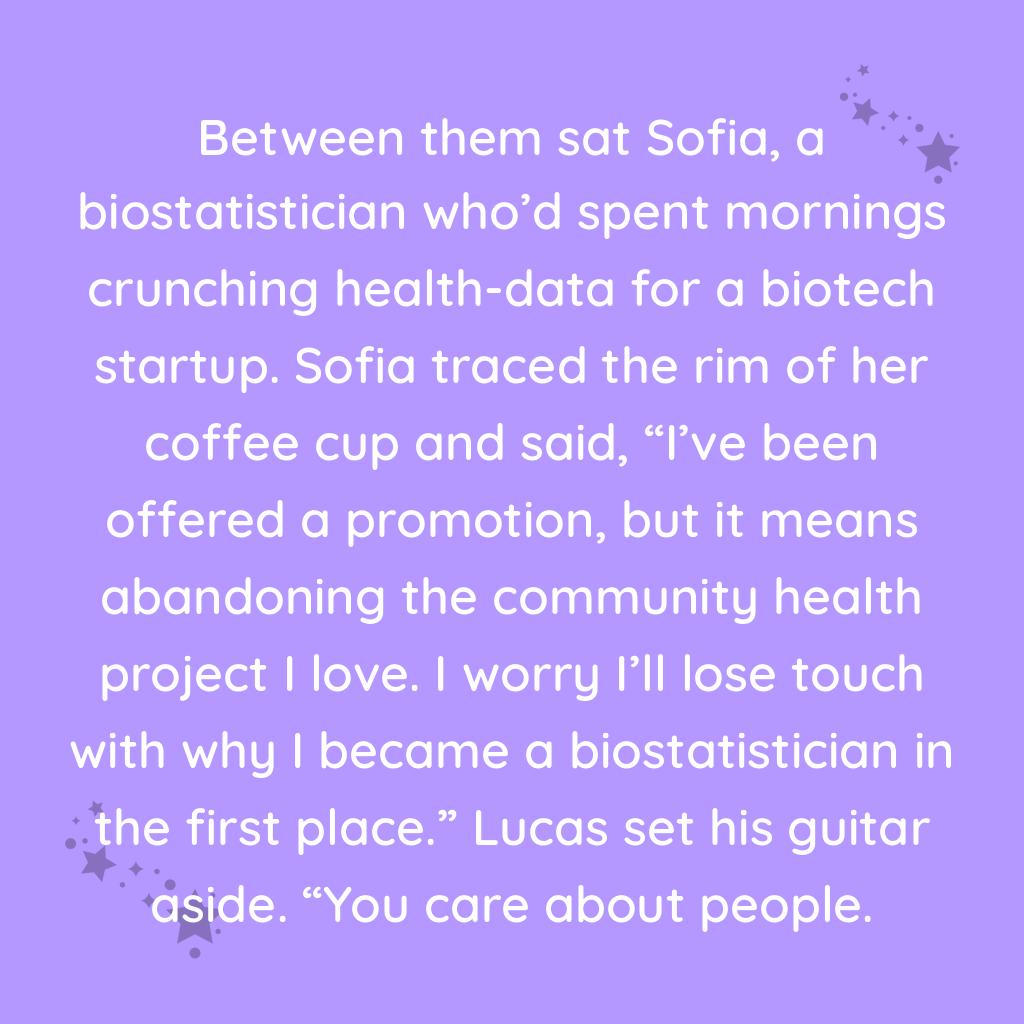 Between them sat Sofia, a
biostatistician who’d spent mornings
crunching health-data for a biotech
startup. Sofia traced the rim of her
coffee cup and said, “I’ve been
offered a promotion, but it means
abandoning the community health
project I love. I worry I’ll lose touch
with why I became a biostatistician in
the first place.” Lucas set his guitar
aside. “You care about people.